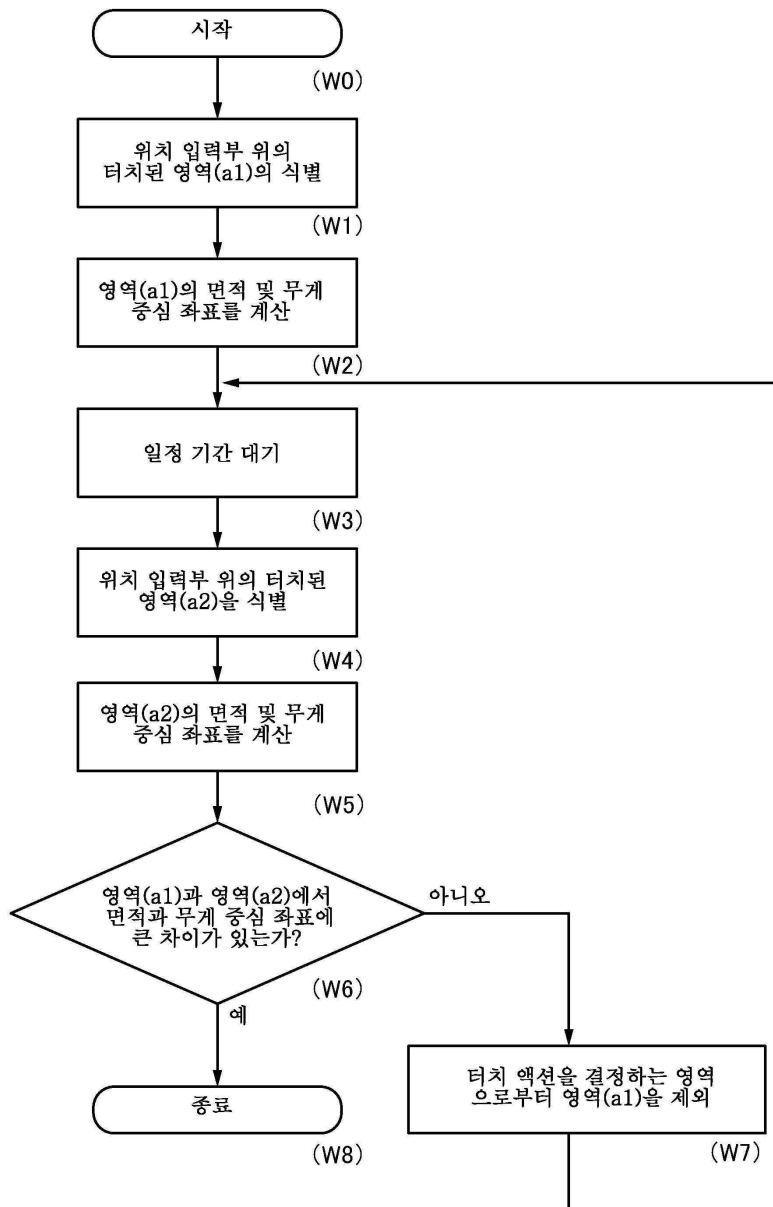 시작
(W0)
위치 입력부 위의
터치된 영역(a1)의 식별
(W1)
영역(a1)의 면적 및 무게
중심 좌표를 계산
(W2)
일정 기간 대기
(W3)
위치 입력부 위의 터치된
영역(a2)을 식별
(W4)
영역(a2)의 면적 및 무게
중심 좌표를 계산
(W5)
영역(a1)과 영역(a2)에서
면적과 무게 중심 좌표에
큰 차이가 있는가?
아니오
(W6)
예
터치 액션을 결정하는 영역
으로부터 영역(a1)을 제외
(W7)
종료
(W8)